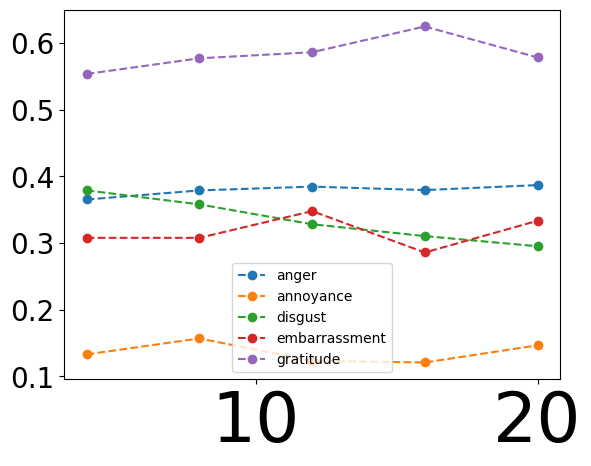 0.6
0.5
0.4
0.3
0.2
0.1
anger
annoyance
disgust
embarrassment
gratitude
10 20